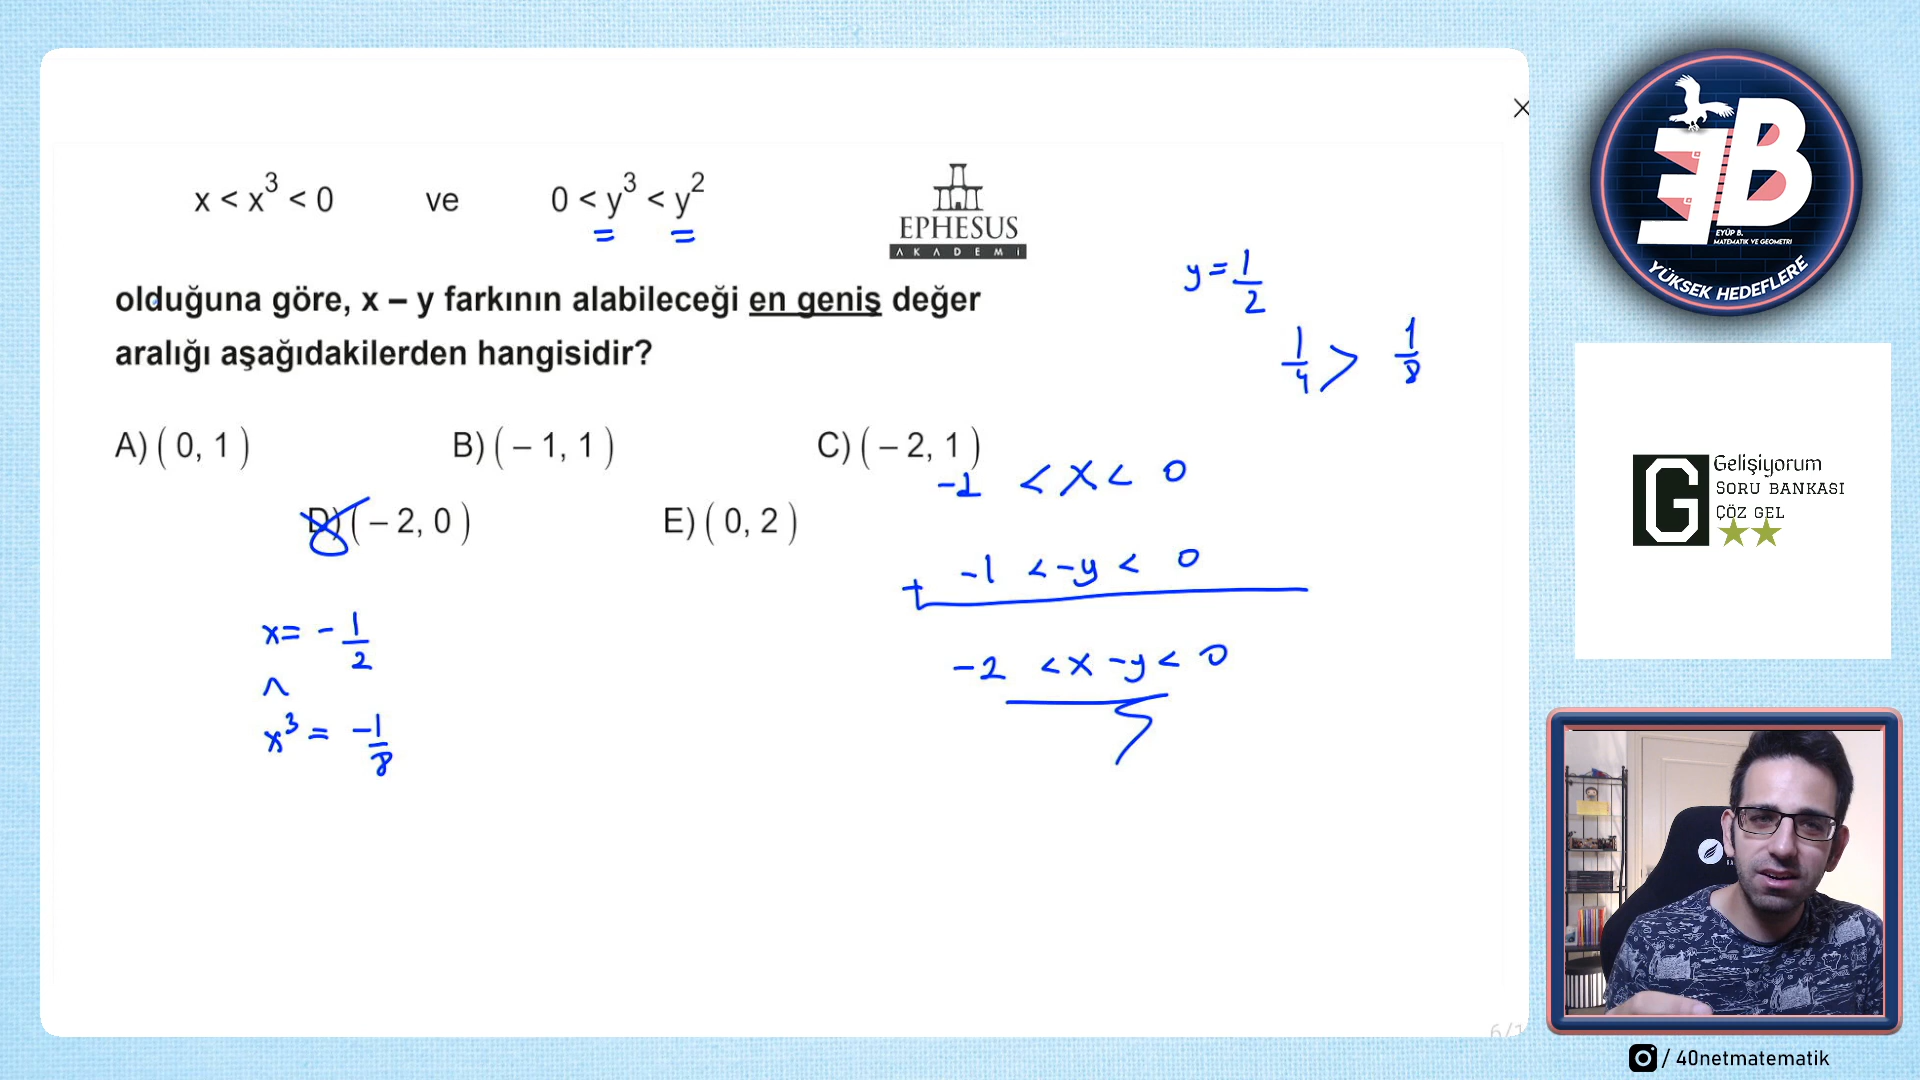 x < x³ < 0 ve 0 < y³ < y²
EPHESUS
AKADEMİ
olduğuna göre, x – y farkının alabileceği en geniş değer
aralığı aşağıdakilerden hangisidir?
A) ( 0, 1 ) B) ( – 1, 1 ) C) ( – 2, 1 )
D) ( – 2, 0 ) E) ( 0, 2 )
y = 1/2
1/4 > 1/8
-1 < x < 0
+ -1 < -y < 0
-2 < x - y < 0
x = - 1/2
^
x³ = -1/8
×
EB
EYÜP B.
MATEMATİK VE GEOMETRİ
YÜKSEK HEDEFLERE
G
Gelişiyorum
SORU BANKASI
ÇÖZ GEL
/ 40netmatematik